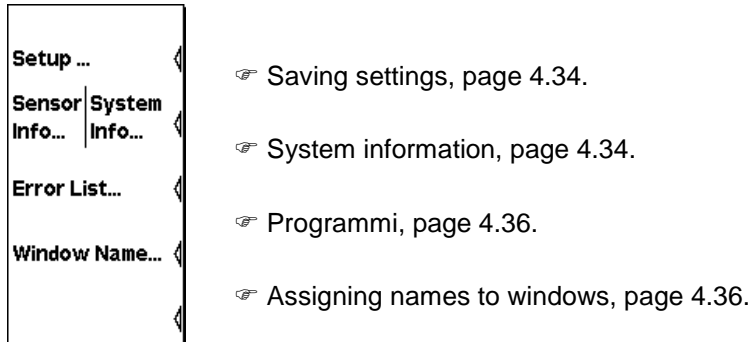 Setup ...
Sensor System
Info... Info...
Error List...
Window Name...
☞ Saving settings, page 4.34.
☞ System information, page 4.34.
☞ Programmi, page 4.36.
☞ Assigning names to windows, page 4.36.